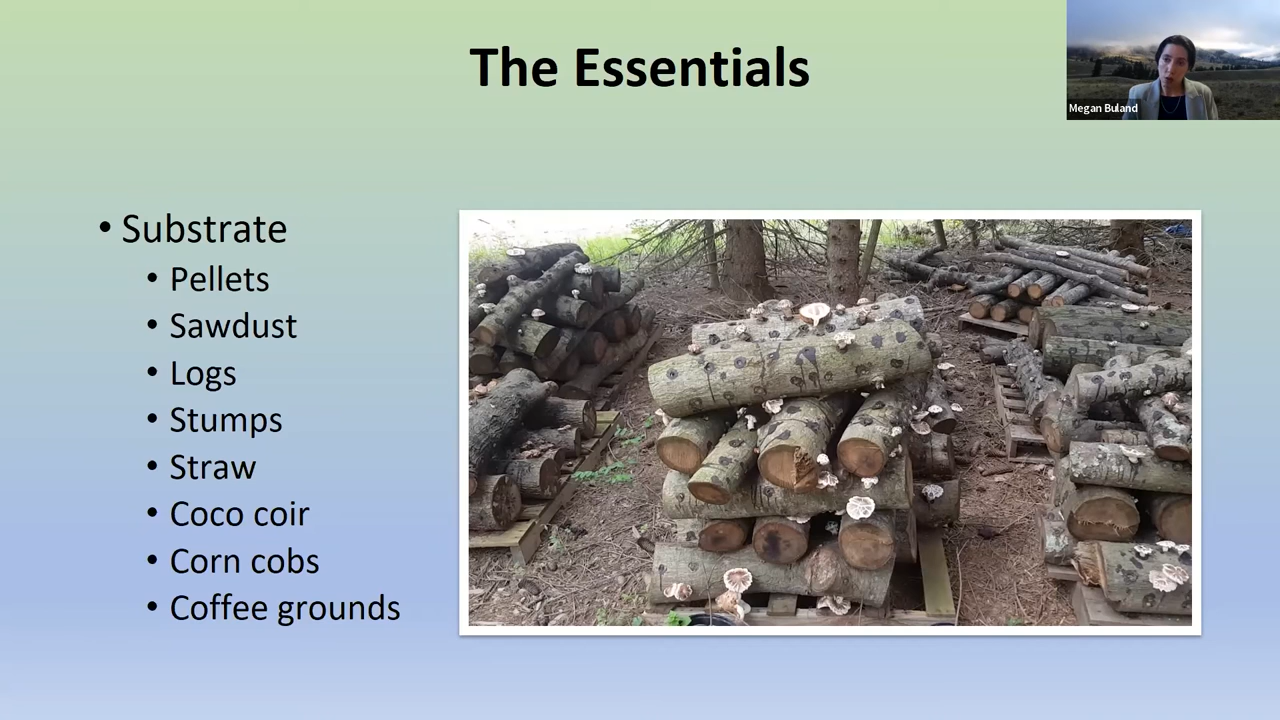 The Essentials
Megan Buland
• Substrate
• Pellets
• Sawdust
• Logs
• Stumps
• Straw
• Coco coir
• Corn cobs
• Coffee grounds